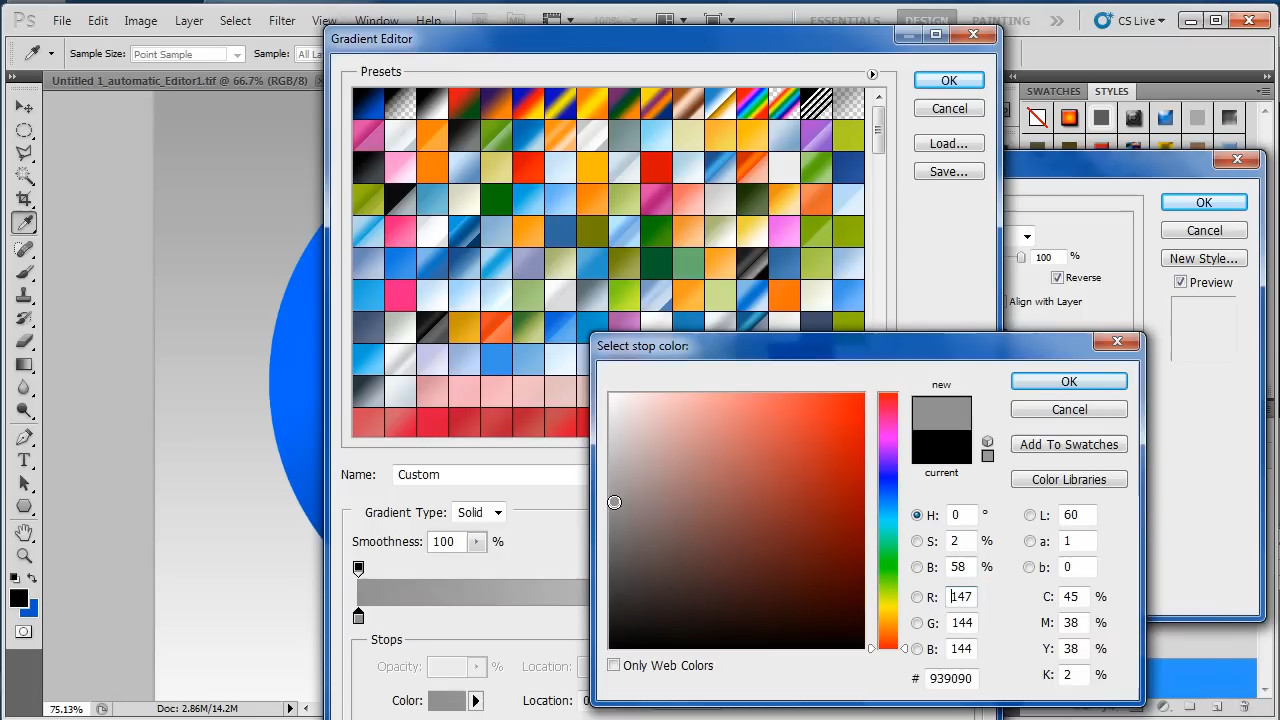 Ps File Edit Image Layer Select Filter View Window Help Br Mb 100% ESSENTIALS DESIGN PAINTING CS Live
Sample Size: Point Sample Sample: All La
Untitled 1_automatic_Editor1.tif @ 66.7% (RGB/8)
Gradient Editor
Presets
OK
Cancel
Load...
Save...
SWATCHES STYLES
OK
Cancel
New Style...
Preview
100 %
Reverse
Align with Layer
Name: Custom
Gradient Type: Solid
Smoothness: 100 %
Stops
Opacity: % Location:
Color: Location: 0
Select stop color:
new
current
OK
Cancel
Add To Swatches
Color Libraries
H: 0 °
S: 2 %
B: 58 %
R: 147
G: 144
B: 144
# 939090
L: 60
a: 1
b: 0
C: 45 %
M: 38 %
Y: 38 %
K: 2 %
Only Web Colors
75.13% Doc: 2.86M/14.2M